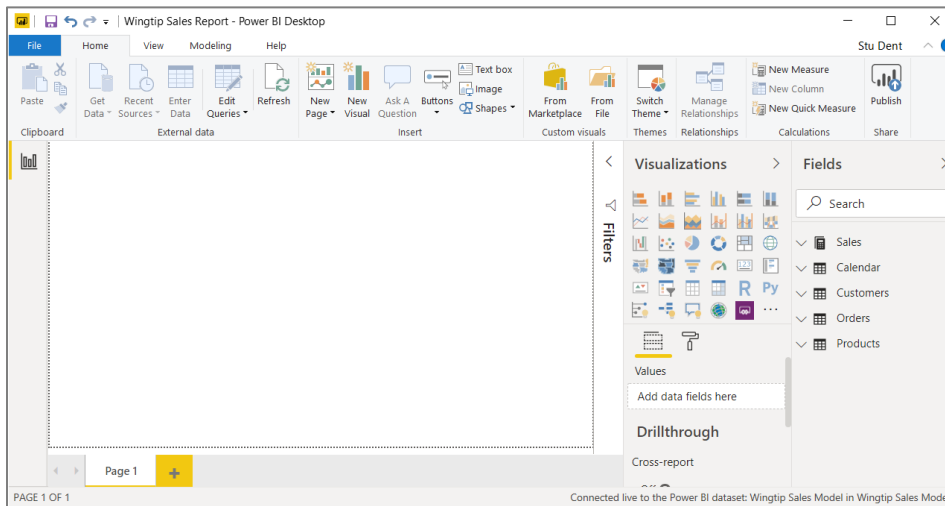 Wingtip Sales Report - Power BI Desktop
File Home View Modeling Help Stu Dent
Paste
Get Data
Recent Sources
Enter Data
Edit Queries
Refresh
New Page
New Visual
Ask A Question
Buttons
Text box
Image
Shapes
From Marketplace
From File
Switch Theme
Manage Relationships
New Measure
New Column
New Quick Measure
Publish
Clipboard External data Insert Custom visuals Themes Relationships Calculations Share
Filters
Visualizations
123
R Py
Values
Add data fields here
Drillthrough
Cross-report
Fields
Search
Sales
Calendar
Customers
Orders
Products
Page 1
PAGE 1 OF 1
Connected live to the Power BI dataset: Wingtip Sales Model in Wingtip Sales Mode